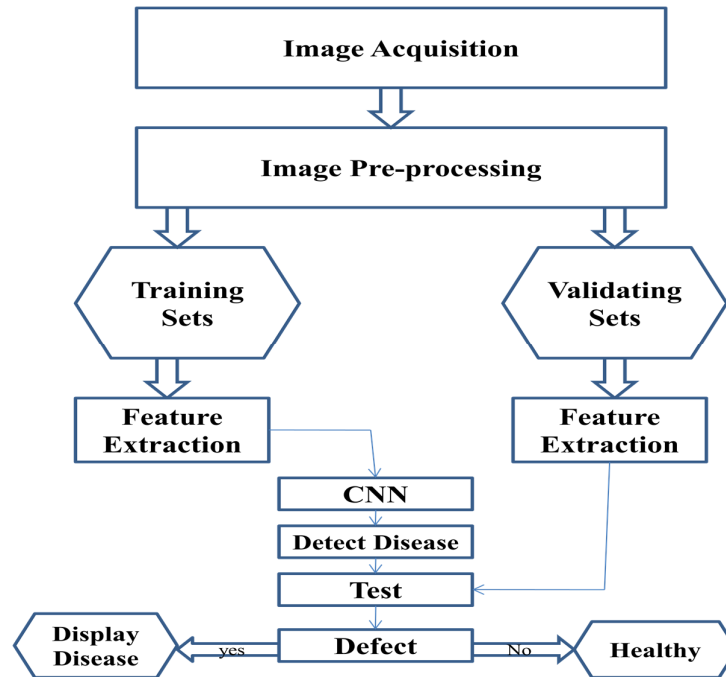 Image Acquisition
Image Pre-processing
Training
Sets
Validating
Sets
Feature
Extraction
Feature
Extraction
CNN
Detect Disease
Test
Display
Disease
yes
Defect
No
Healthy